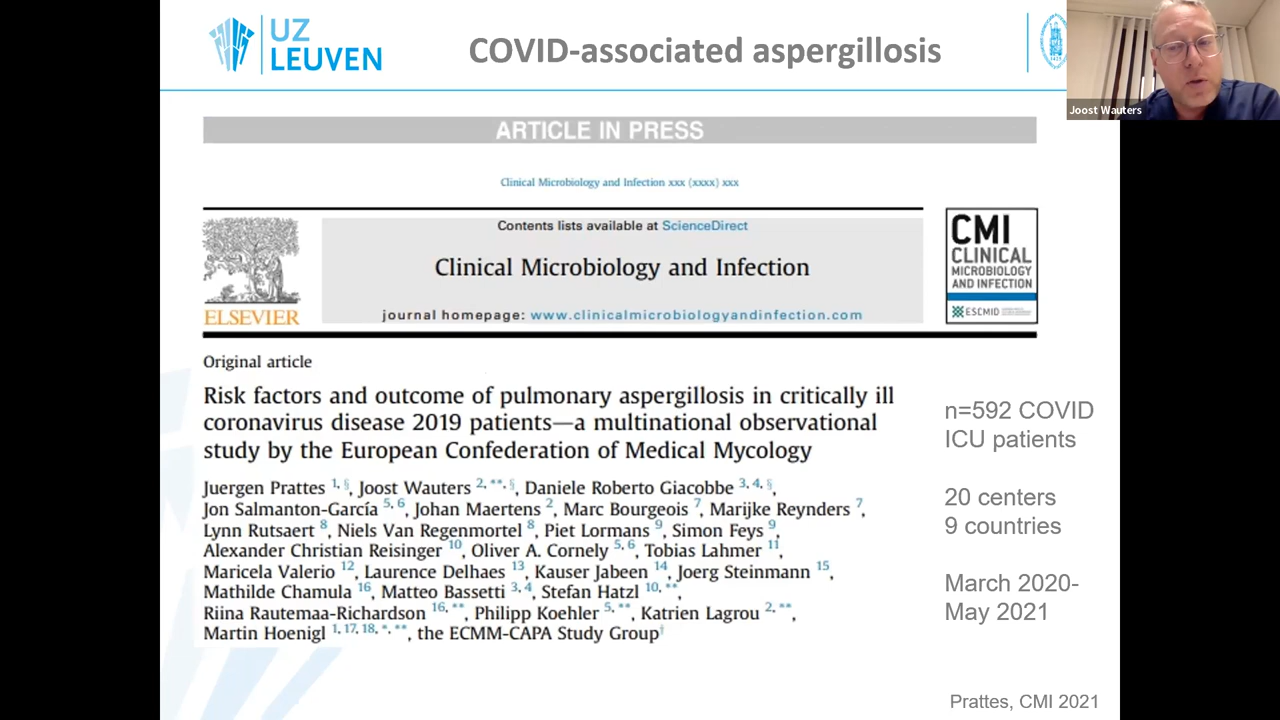 UZ
LEUVEN
COVID-associated aspergillosis
Joost Wauters
ARTICLE IN PRESS
Clinical Microbiology and Infection xxx (xxxx) xxx
Contents lists available at ScienceDirect
Clinical Microbiology and Infection
journal homepage: www.clinicalmicrobiologyandinfection.com
ELSEVIER
CMI
CLINICAL
MICROBIOLOGY
AND INFECTION
ESCMID
Original article
Risk factors and outcome of pulmonary aspergillosis in critically ill
coronavirus disease 2019 patients—a multinational observational
study by the European Confederation of Medical Mycology
Juergen Prattes 1, §, Joost Wauters 2, **, §, Daniele Roberto Giacobbe 3, 4, §,
Jon Salmanton-García 5, 6, Johan Maertens 2, Marc Bourgeois 7, Marijke Reynders 7,
Lynn Rutsaert 8, Niels Van Regenmortel 8, Piet Lormans 9, Simon Feys 9,
Alexander Christian Reisinger 10, Oliver A. Cornely 5, 6, Tobias Lahmer 11,
Maricela Valerio 12, Laurence Delhaes 13, Kauser Jabeen 14, Joerg Steinmann 15,
Mathilde Chamula 16, Matteo Bassetti 3, 4, Stefan Hatzl 10, **,
Riina Rautemaa-Richardson 16, **, Philipp Koehler 5, **, Katrien Lagrou 2, **,
Martin Hoenigl 1, 17, 18, *, **, the ECMM-CAPA Study Group†
n=592 COVID
ICU patients
20 centers
9 countries
March 2020-
May 2021
Prattes, CMI 2021